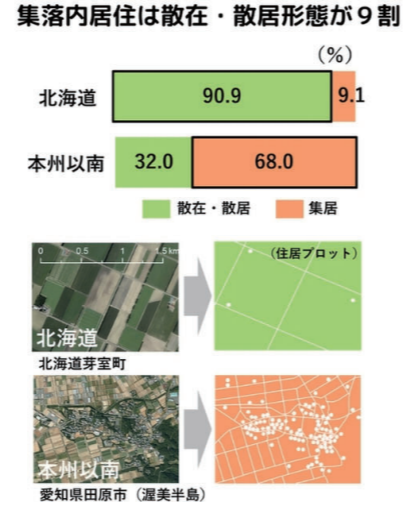 集落内居住は散在・散居形態が９割
（%）
北海道 90.9 9.1
本州以南 32.0 68.0
散在・散居 集居
0 0.5 1 1.5km
（住居プロット）
北海道
北海道芽室町
本州以南
愛知県田原市（渥美半島）